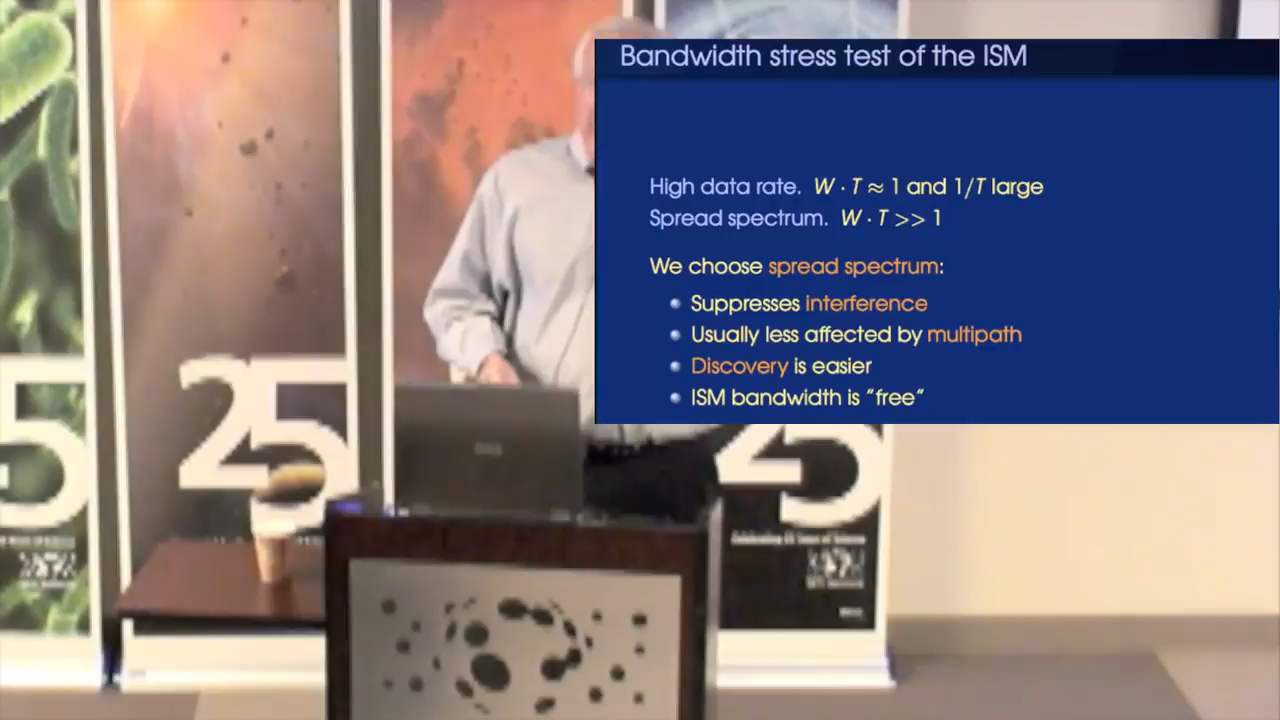 Bandwidth stress test of the ISM
High data rate. W · T ≈ 1 and 1/T large
Spread spectrum. W · T >> 1
We choose spread spectrum:
Suppresses interference
Usually less affected by multipath
Discovery is easier
ISM bandwidth is "free"
5
25
25